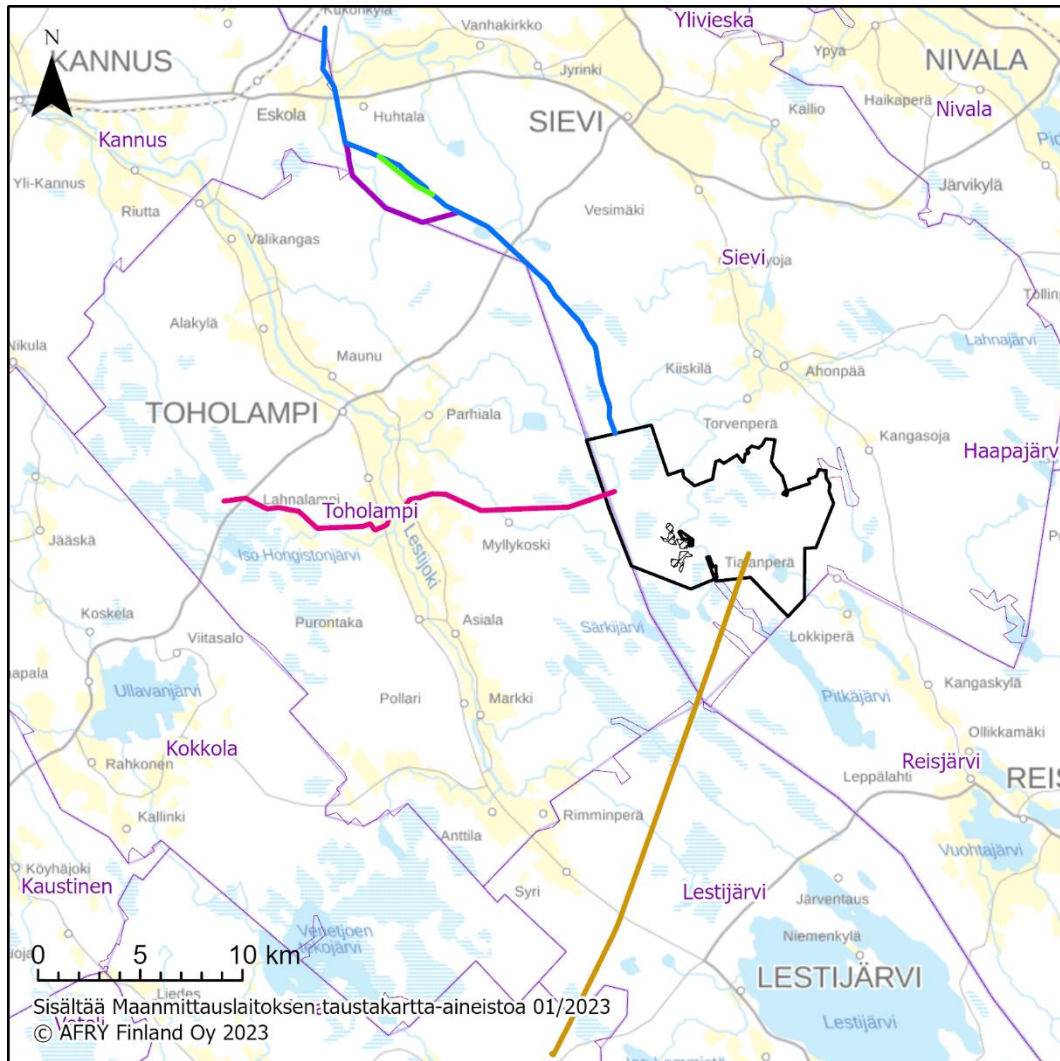 Kukonkylä
Vanhakirkko
Ylivieska
Ypyä
N
KANNUS
Jyrinki
NIVALA
Haikaperä
Nivala
Eskola
Huhtala
SIEVI
Kallio
Kannus
Yli-Kannus
Järvikylä
Riutta
Vesimäki
Välikangas
Sievi
Alakylä
Lahnajärvi
Nikula
Maunu
Kiiskilä
Ahonpää
TOHOLAMPI
Parhiala
Torvenperä
Kangasoja
Haapajärvi
Lahnalampi
Toholampi
Jääskä
Iso Hongistonjärvi
Lestijoki
Myllykoski
Koskela
Purontaka
Asiala
Särkijärvi
Lokkiperä
Viitasalo
Ullavanjärvi
Pollari
Markki
Pitkäjärvi
Kangaskylä
Kokkola
Ollikkamäki
Rahkonen
Reisjärvi
Leppälahti
REIS
Kallinki
Anttila
Rimminperä
Vuohtajärvi
Köyhäjoki
Kaustinen
Syri
Lestijärvi
Järventaus
Niemenkylä
0 5 10 km
LESTIJÄRVI
Liedes
Sisältää Maanmittauslaitoksen taustakartta-aineistoa 01/2023
Lestijärvi
© AFRY Finland Oy 2023